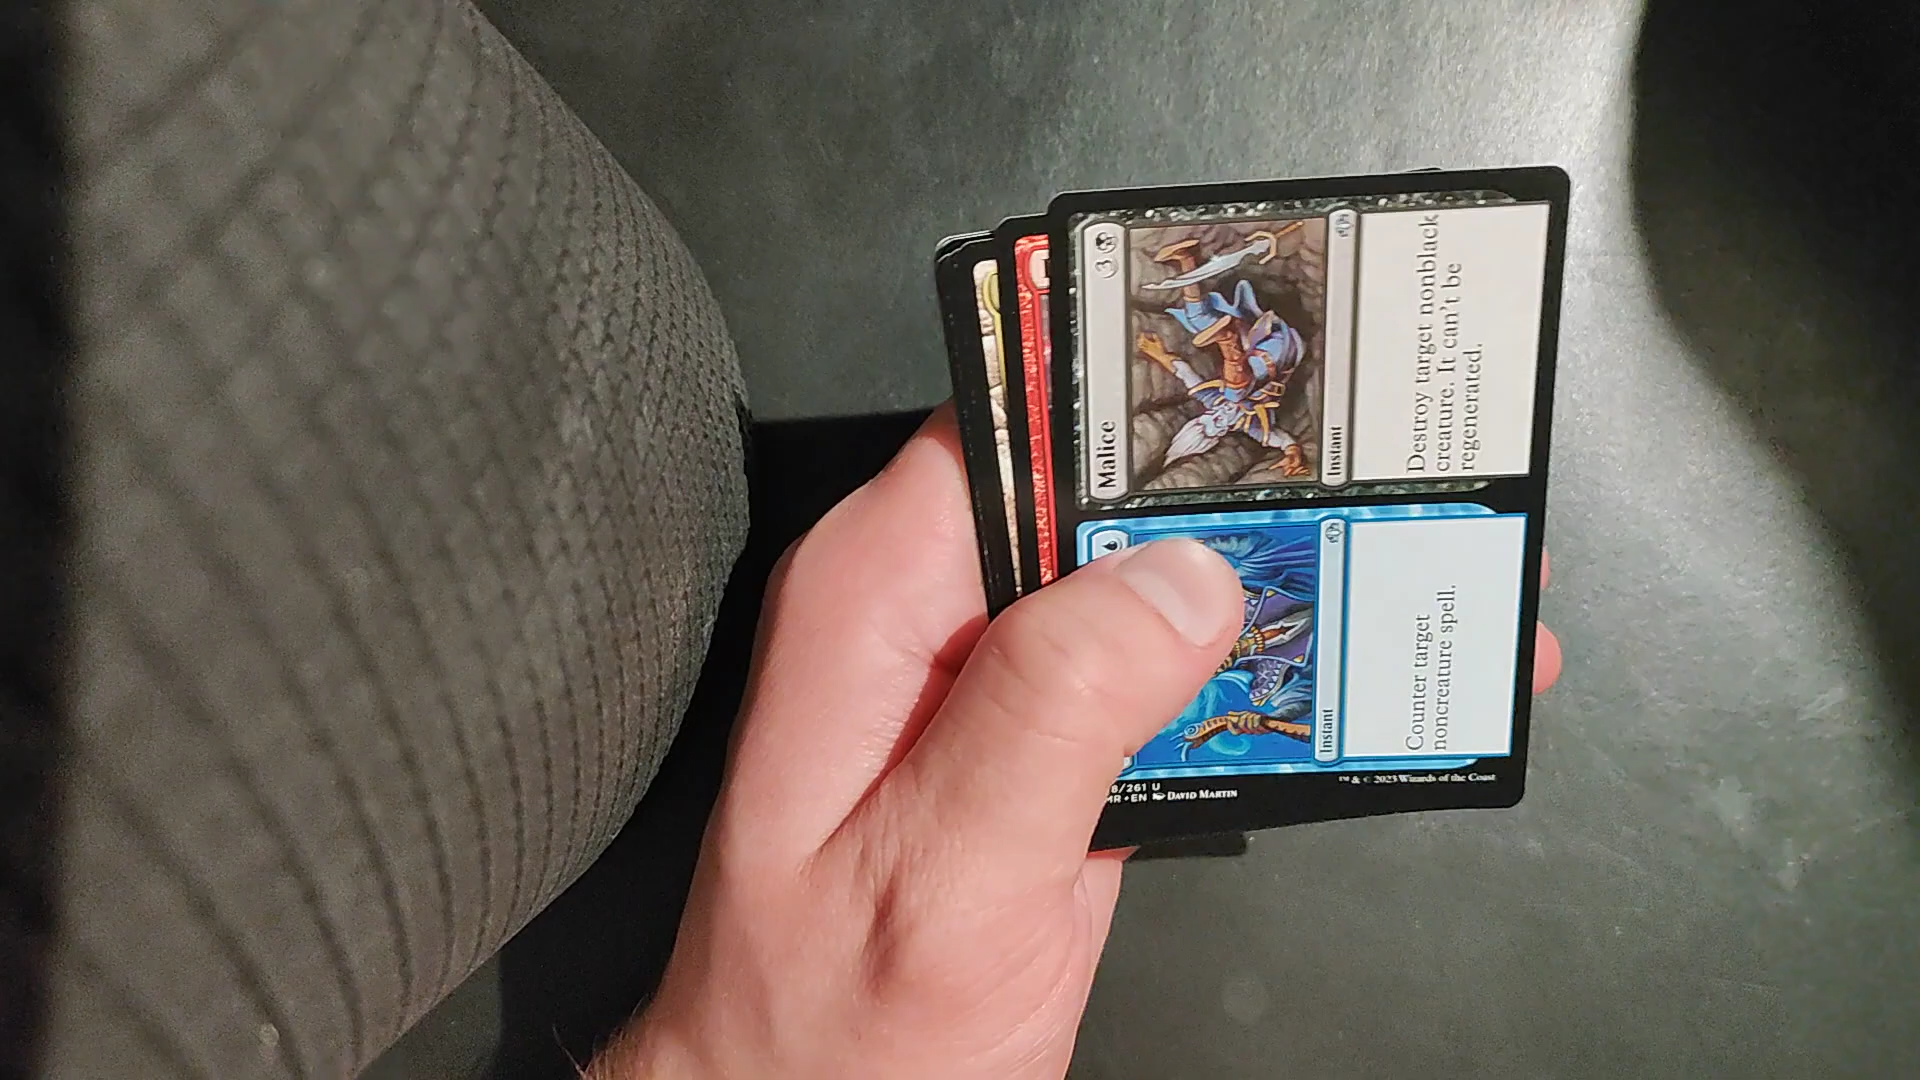 Malice
3
Instant
Destroy target nonblack
creature. It can't be
regenerated.
Instant
Counter target
noncreature spell.
8/261 U
MR • EN DAVID MARTIN
™ & © 2023 Wizards of the Coast